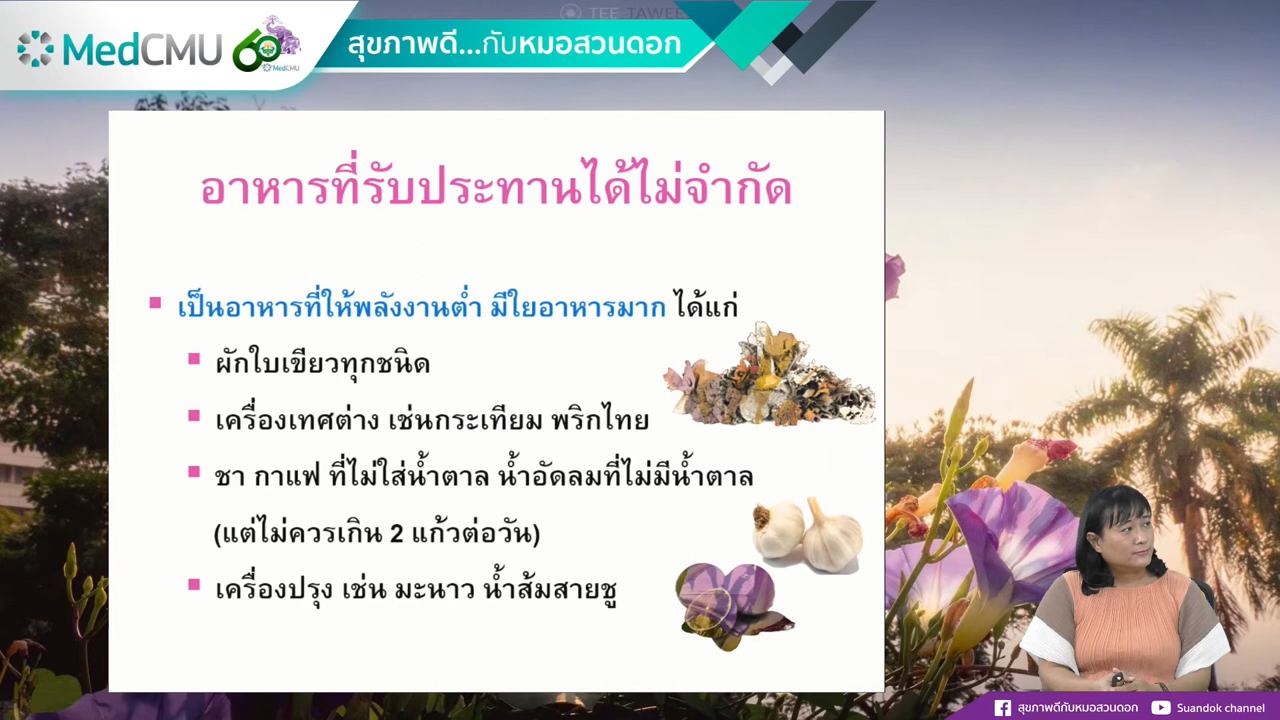 TEE TAWEE
MedCMU
60
MedCMU
สุขภาพดี...กับหมอสวนดอก
อาหารที่รับประทานได้ไม่จำกัด
เป็นอาหารที่ให้พลังงานต่ำ มีใยอาหารมาก ได้แก่
ผักใบเขียวทุกชนิด
เครื่องเทศต่าง เช่นกระเทียม พริกไทย
ชา กาแฟ ที่ไม่ใส่น้ำตาล น้ำอัดลมที่ไม่มีน้ำตาล
(แต่ไม่ควรเกิน 2 แก้วต่อวัน)
เครื่องปรุง เช่น มะนาว น้ำส้มสายชู
สุขภาพดีกับหมอสวนดอก
Suandok channel